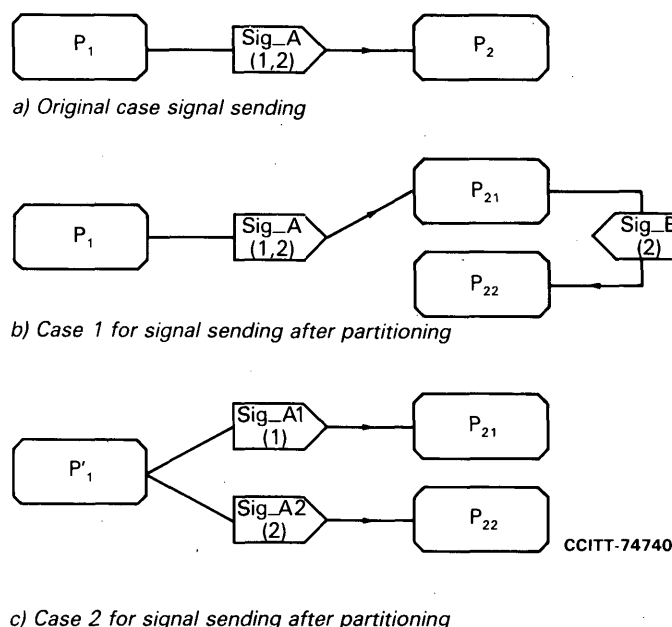 P₁
Sig_A
(1,2)
P₂
a) Original case signal sending
P₂₁
P₁
Sig_A
(1,2)
Sig_B
(2)
P₂₂
b) Case 1 for signal sending after partitioning
Sig_A1
(1)
P₂₁
P'₁
Sig_A2
(2)
P₂₂
CCITT-74740
c) Case 2 for signal sending after partitioning